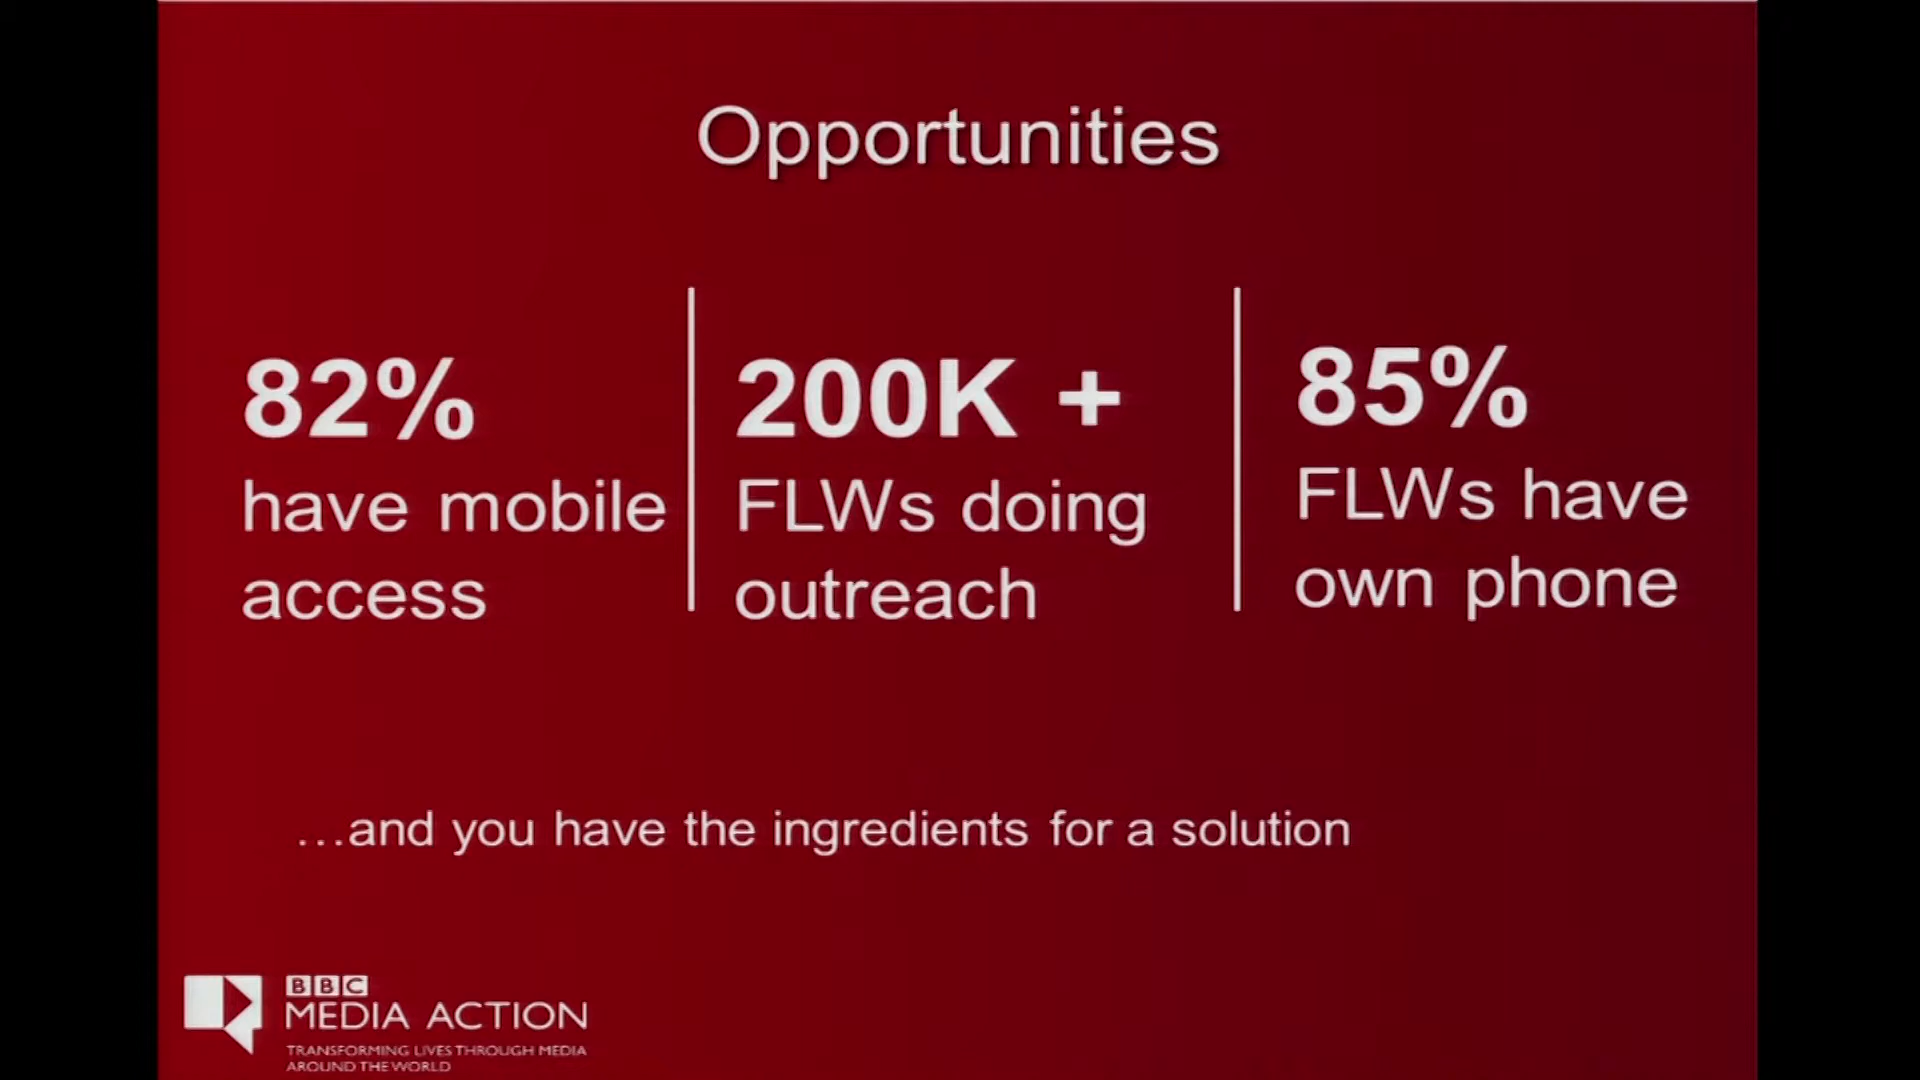 Opportunities
82%
have mobile
access
200K +
FLWs doing
outreach
85%
FLWs have
own phone
...and you have the ingredients for a solution
BBC
MEDIA ACTION
TRANSFORMING LIVES THROUGH MEDIA
AROUND THE WORLD